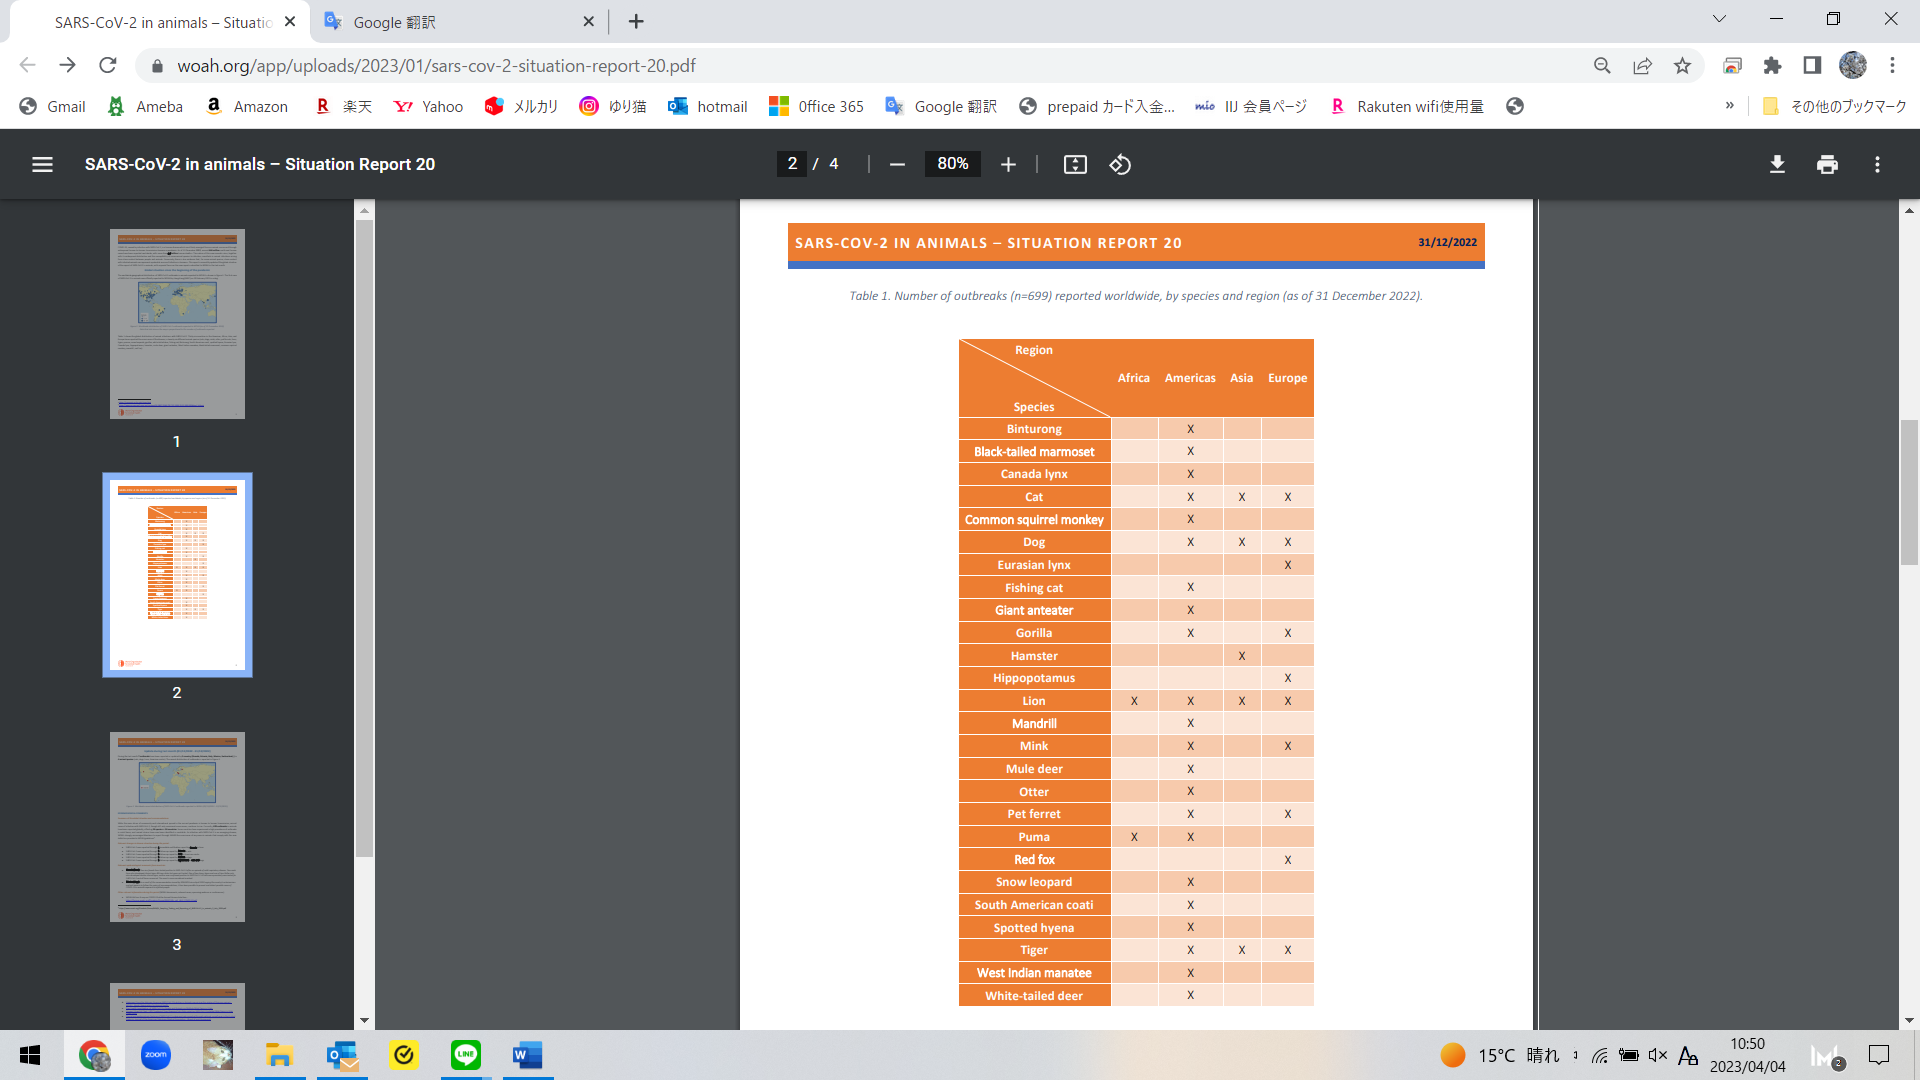 SARS-CoV-2 in animals – Situatio
Google 翻訳
woah.org/app/uploads/2023/01/sars-cov-2-situation-report-20.pdf
Gmail
Ameba
Amazon
楽天
Yahoo
メルカリ
ゆり猫
hotmail
Office 365
Google 翻訳
prepaid カード入金...
mio IIJ 会員ページ
Rakuten wifi使用量
»
その他のブックマーク
SARS-CoV-2 in animals – Situation Report 20
2 / 4
80%
1
2
3
SARS-COV-2 IN ANIMALS – SITUATION REPORT 20 31/12/2022
Table 1. Number of outbreaks (n=699) reported worldwide, by species and region (as of 31 December 2022).
Region
Africa Americas Asia Europe
Species
Binturong X
Black-tailed marmoset X
Canada lynx X
Cat X X X
Common squirrel monkey X
Dog X X X
Eurasian lynx X
Fishing cat X
Giant anteater X
Gorilla X X
Hamster X
Hippopotamus X
Lion X X X X
Mandrill X
Mink X X
Mule deer X
Otter X
Pet ferret X X
Puma X X
Red fox X
Snow leopard X
South American coati X
Spotted hyena X
Tiger X X X
West Indian manatee X
White-tailed deer X
zoom
LINE
W
15°C 晴れ
10:50
2023/04/04
2